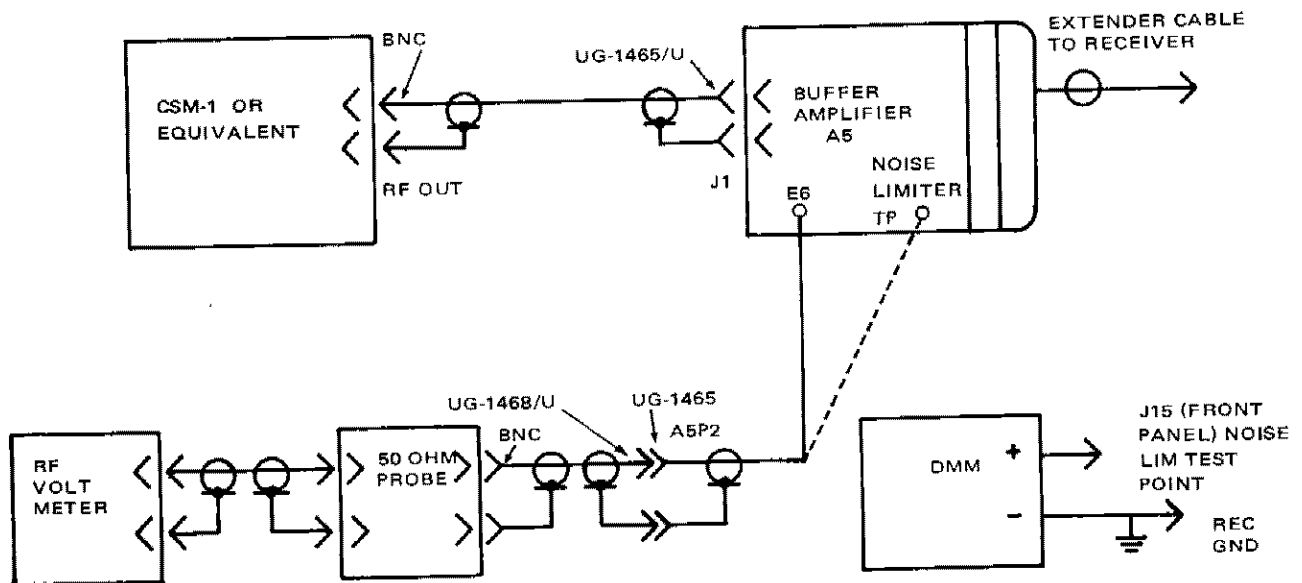 BNC
UG-1465/U
EXTENDER CABLE
TO RECEIVER
CSM-1 OR
EQUIVALENT
BUFFER
AMPLIFIER
A5
RF OUT
J1
E6
NOISE
LIMITER
TP
UG-1468/U
UG-1465
BNC
A5P2
RF
VOLT
METER
50 OHM
PROBE
DMM
+
−
J15 (FRONT
PANEL) NOISE
LIM TEST
POINT
REC
GND